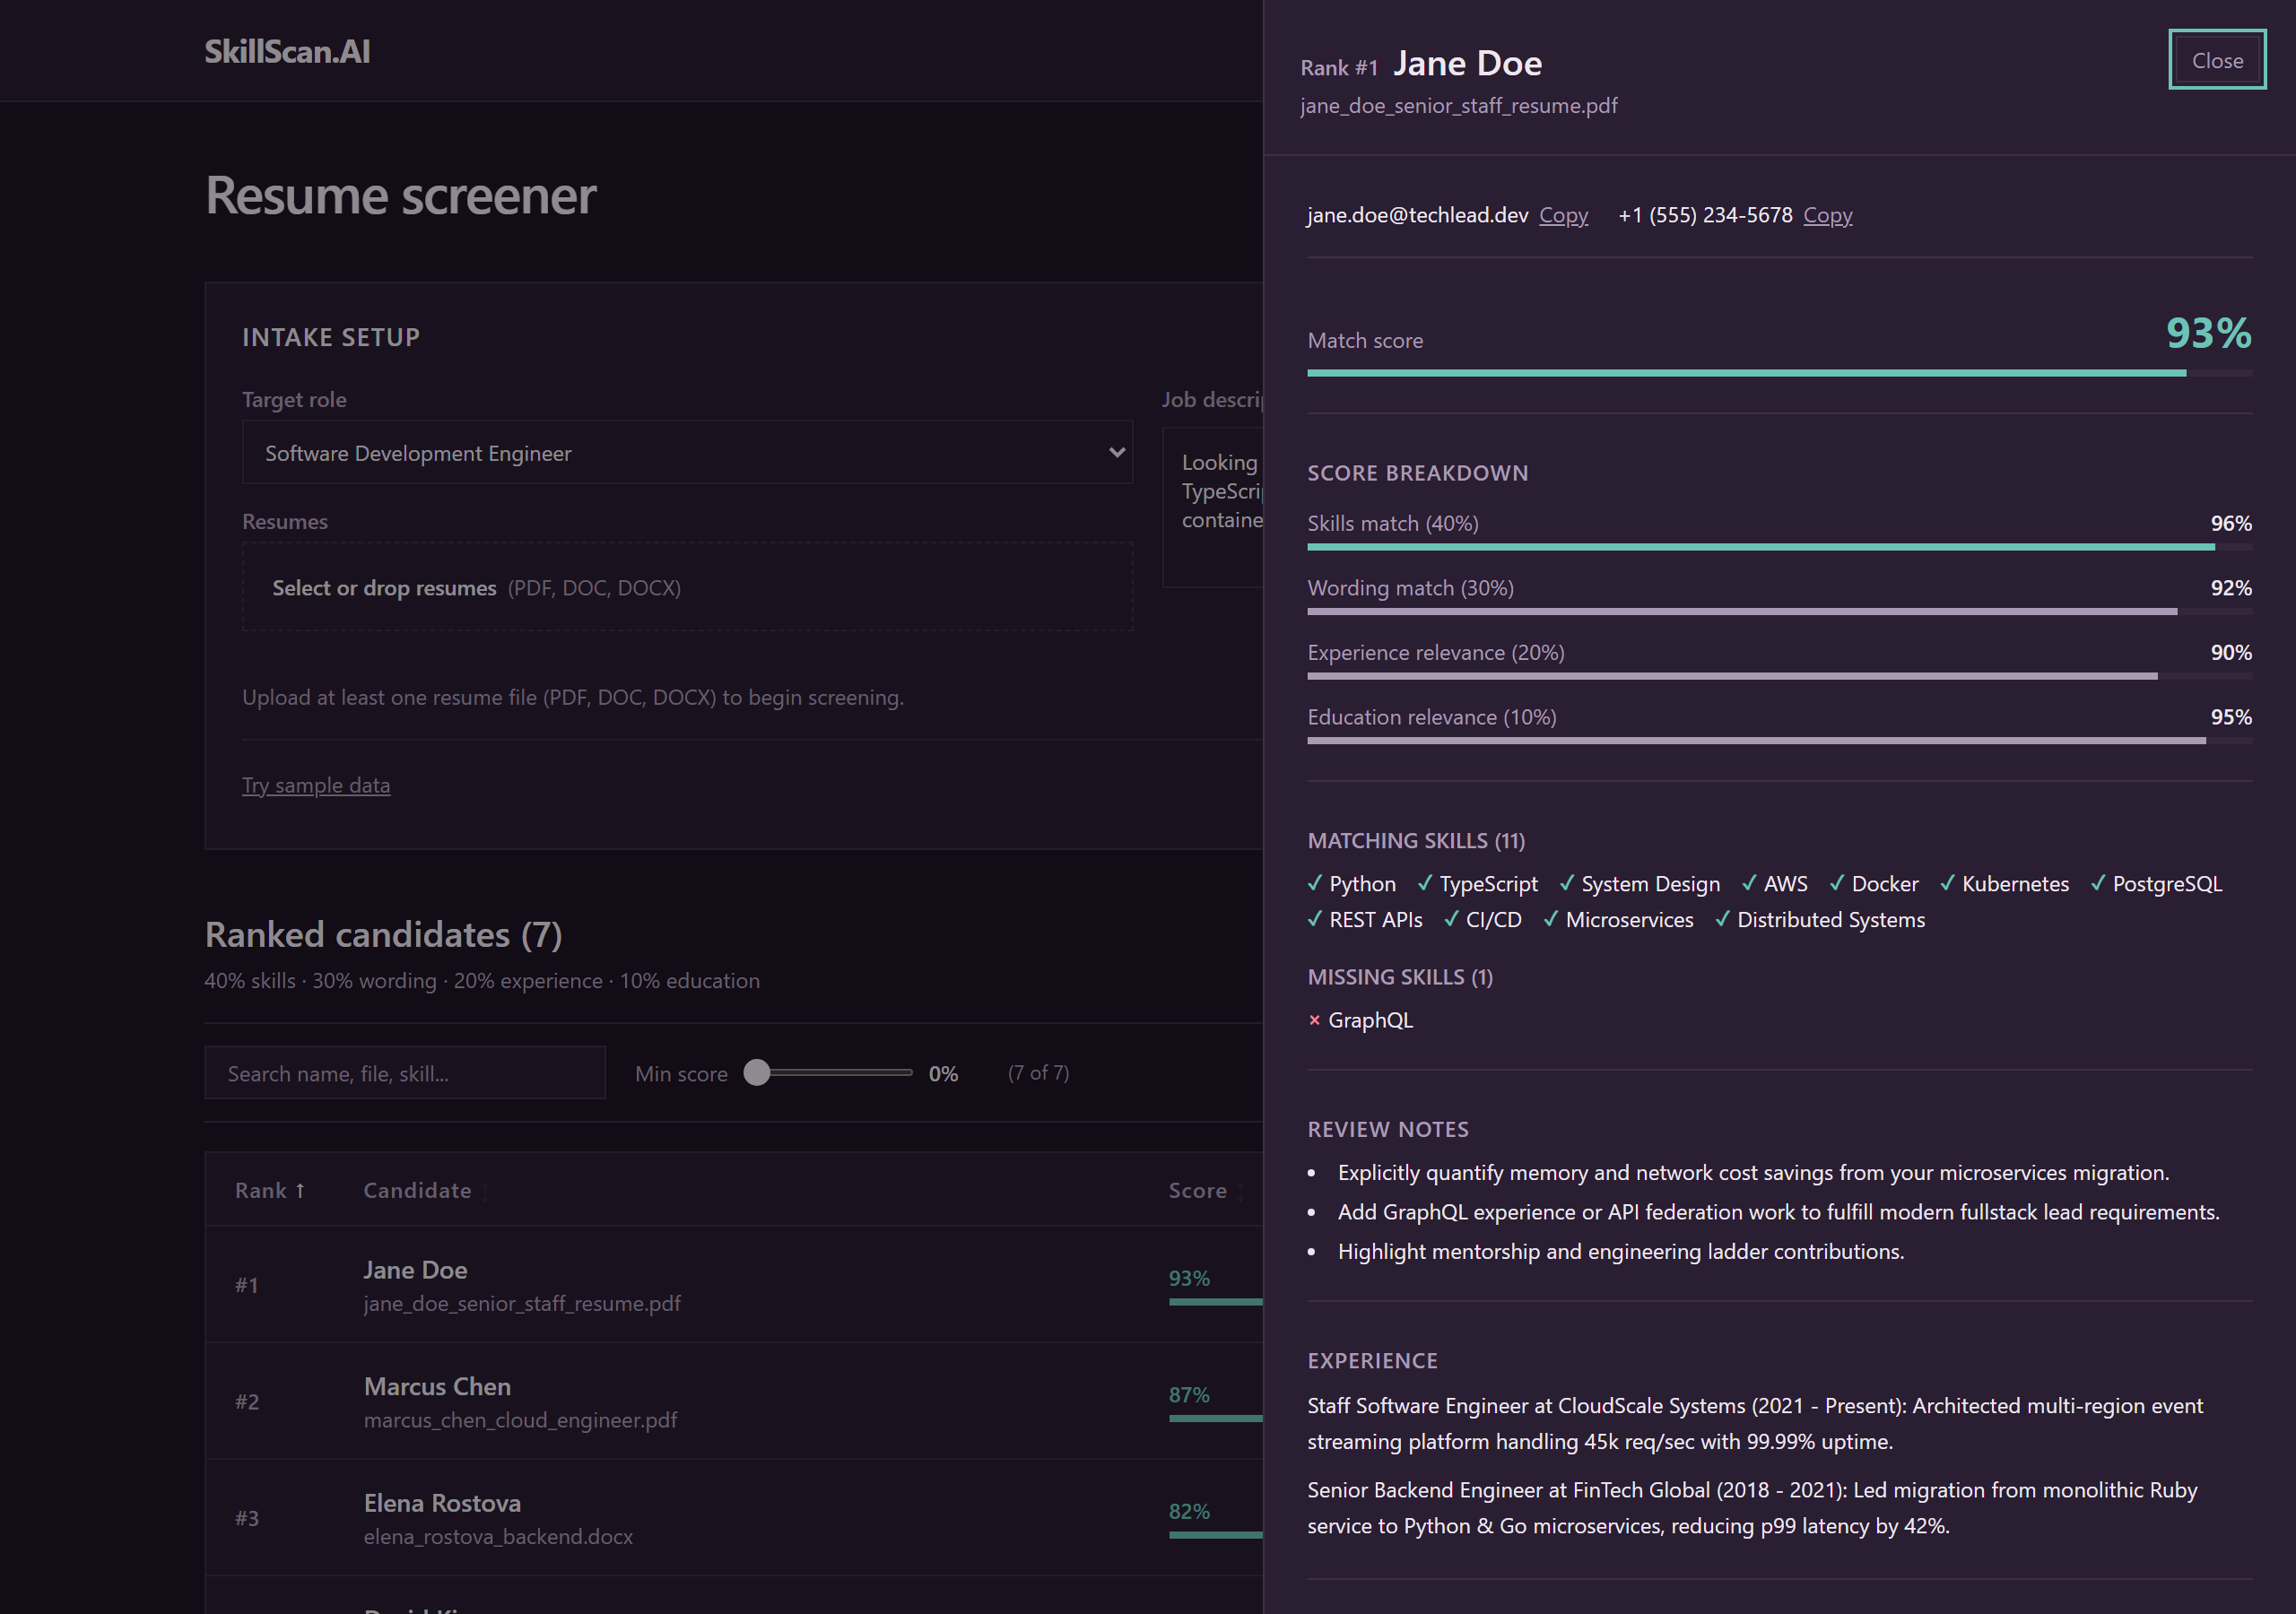 SkillScan.AI
Resume screener
INTAKE SETUP
Target role
Software Development Engineer
Resumes
Select or drop resumes (PDF, DOC, DOCX)
Job descrip
Looking
TypeScri
containe
Upload at least one resume file (PDF, DOC, DOCX) to begin screening.
Try sample data
Ranked candidates (7)
40% skills · 30% wording · 20% experience · 10% education
Search name, file, skill...
Min score 0% (7 of 7)
Rank ↑ Candidate Score
#1 Jane Doe 93%
jane_doe_senior_staff_resume.pdf
#2 Marcus Chen 87%
marcus_chen_cloud_engineer.pdf
#3 Elena Rostova 82%
elena_rostova_backend.docx
Rank #1 Jane Doe
Close
jane_doe_senior_staff_resume.pdf
jane.doe@techlead.dev Copy +1 (555) 234-5678 Copy
Match score 93%
SCORE BREAKDOWN
Skills match (40%) 96%
Wording match (30%) 92%
Experience relevance (20%) 90%
Education relevance (10%) 95%
MATCHING SKILLS (11)
✓ Python ✓ TypeScript ✓ System Design ✓ AWS ✓ Docker ✓ Kubernetes ✓ PostgreSQL
✓ REST APIs ✓ CI/CD ✓ Microservices ✓ Distributed Systems
MISSING SKILLS (1)
× GraphQL
REVIEW NOTES
• Explicitly quantify memory and network cost savings from your microservices migration.
• Add GraphQL experience or API federation work to fulfill modern fullstack lead requirements.
• Highlight mentorship and engineering ladder contributions.
EXPERIENCE
Staff Software Engineer at CloudScale Systems (2021 - Present): Architected multi-region event
streaming platform handling 45k req/sec with 99.99% uptime.
Senior Backend Engineer at FinTech Global (2018 - 2021): Led migration from monolithic Ruby
service to Python & Go microservices, reducing p99 latency by 42%.